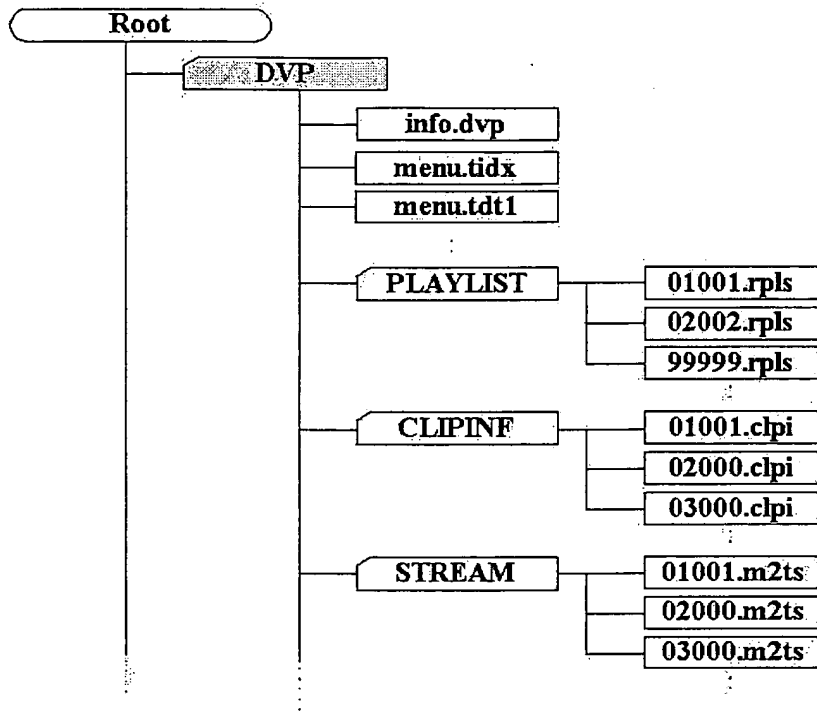 Root
DVP
info.dvp
menu.tidx
menu.tdt1
PLAYLIST
01001.rpls
02002.rpls
99999.rpls
CLIPINF
01001.clpi
02000.clpi
03000.clpi
STREAM
01001.m2ts
02000.m2ts
03000.m2ts